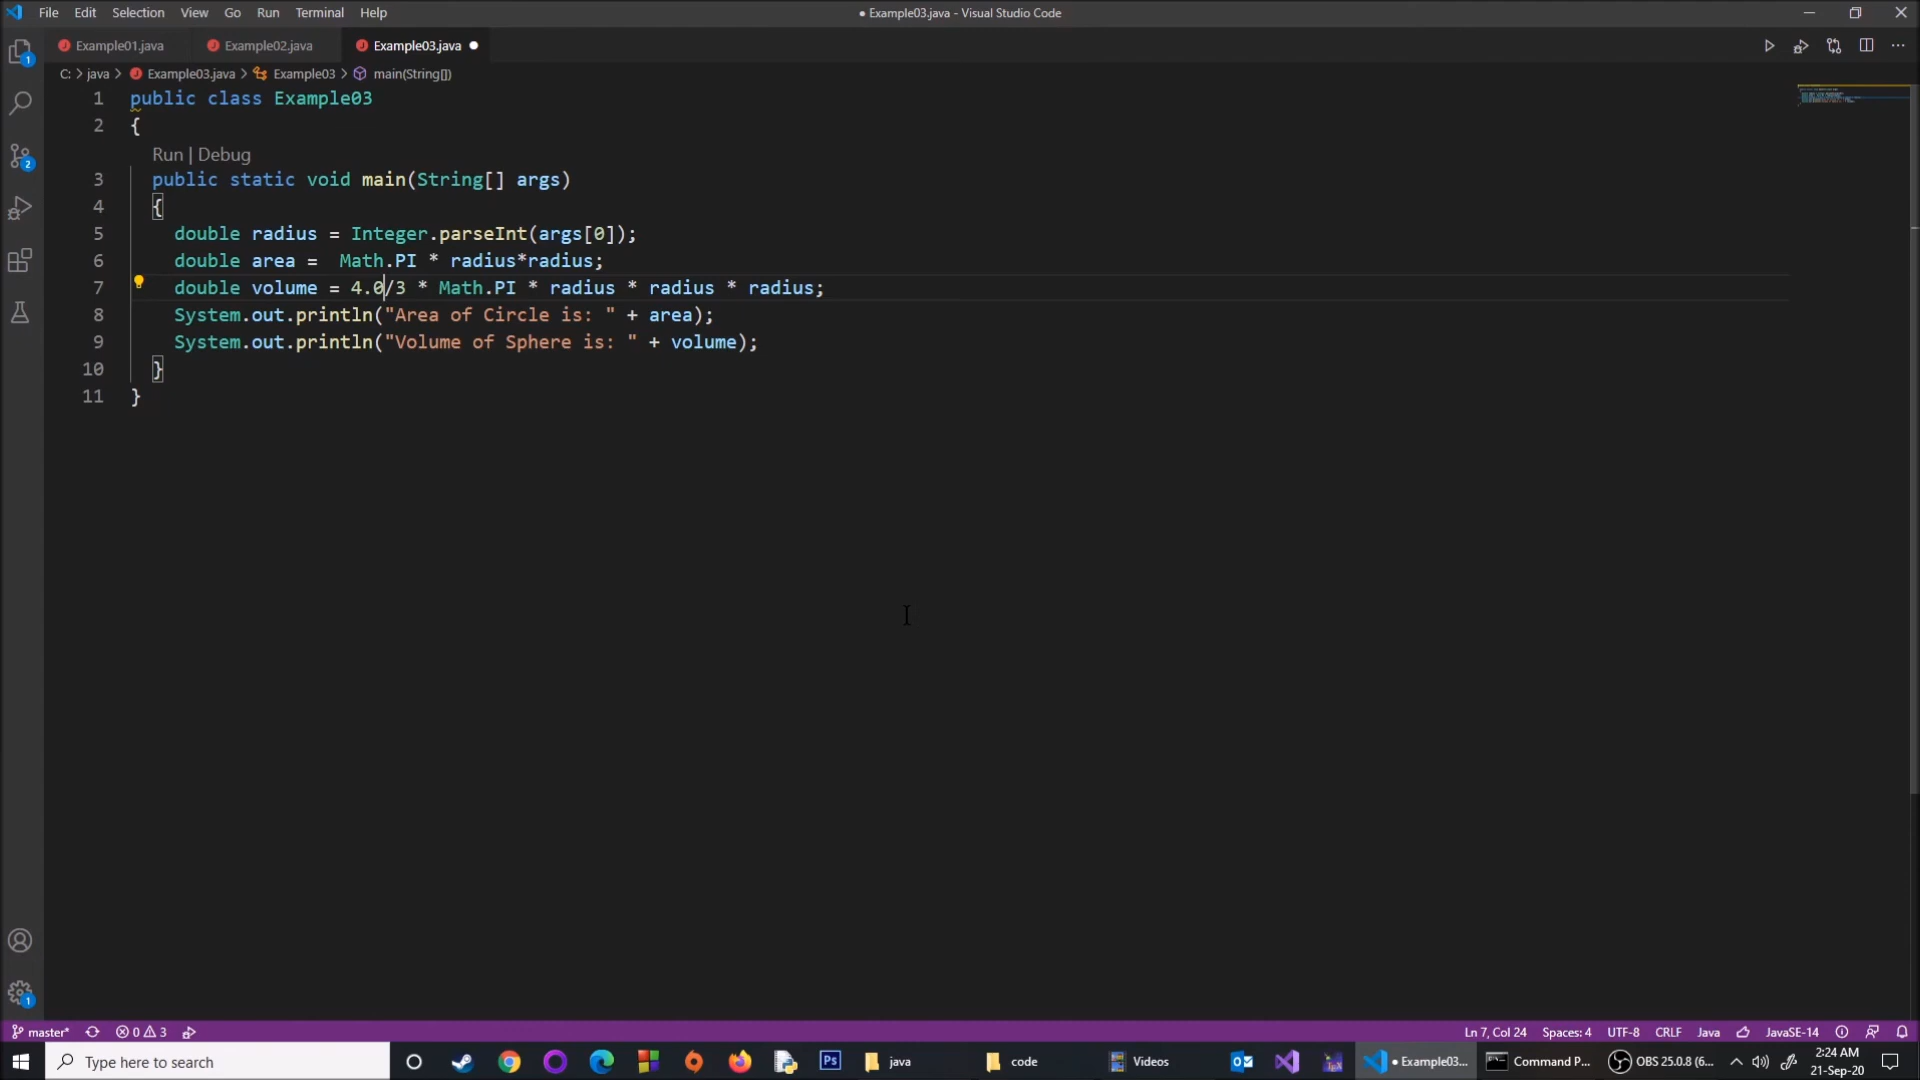 File Edit Selection View Go Run Terminal Help
● Example03.java - Visual Studio Code
Example01.java Example02.java Example03.java ●
C: > java > Example03.java > Example03 > main(String[])
1 public class Example03
2 {
Run | Debug
3 public static void main(String[] args)
4 {
5 double radius = Integer.parseInt(args[0]);
6 double area =  Math.PI * radius*radius;
7 double volume = 4.0/3 * Math.PI * radius * radius * radius;
8 System.out.println("Area of Circle is: " + area);
9 System.out.println("Volume of Sphere is: " + volume);
10 }
11 }
1
2
1
master* 0 3 Ln 7, Col 24 Spaces: 4 UTF-8 CRLF Java JavaSE-14
Type here to search Ps java code Videos ● Example03... Command P... OBS 25.0.8 (6... 2:24 AM
21-Sep-20